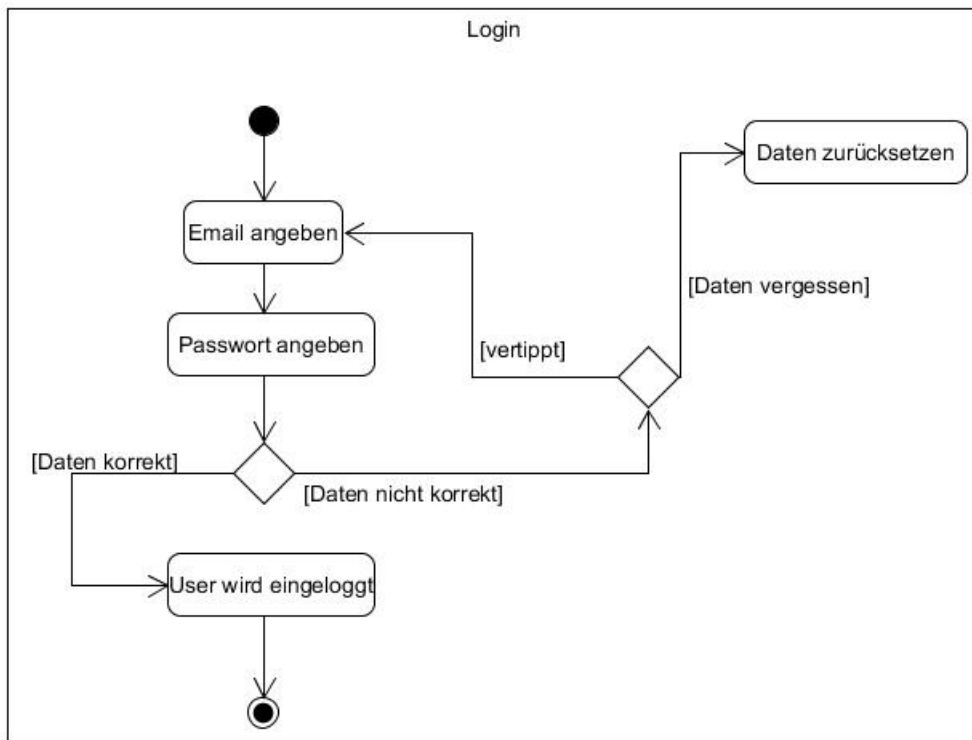 Login
Daten zurücksetzen
Email angeben
[Daten vergessen]
Passwort angeben
[vertippt]
[Daten korrekt]
[Daten nicht korrekt]
User wird eingeloggt